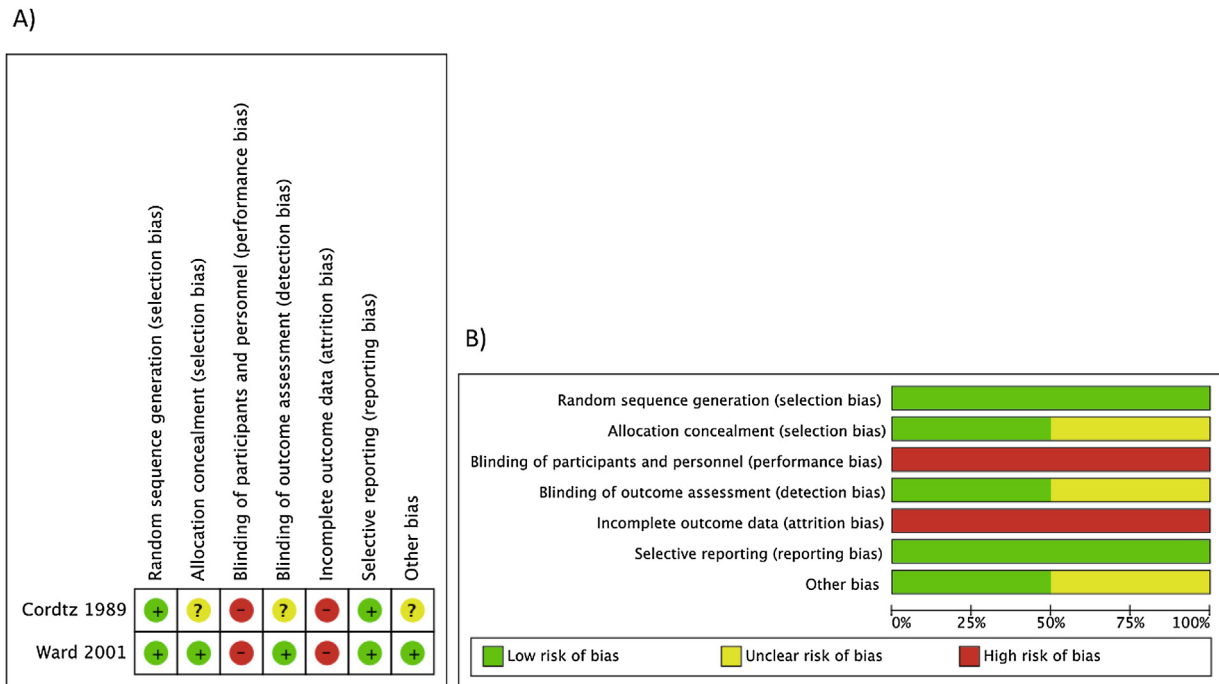 A)
Random sequence generation (selection bias)
Allocation concealment (selection bias)
Blinding of participants and personnel (performance bias)
Blinding of outcome assessment (detection bias)
Incomplete outcome data (attrition bias)
Selective reporting (reporting bias)
Other bias
Cordtz 1989 + ? - ? - + ?
Ward 2001 + + - + - + +
B)
Random sequence generation (selection bias)
Allocation concealment (selection bias)
Blinding of participants and personnel (performance bias)
Blinding of outcome assessment (detection bias)
Incomplete outcome data (attrition bias)
Selective reporting (reporting bias)
Other bias
0% 25% 50% 75% 100%
Low risk of bias Unclear risk of bias High risk of bias